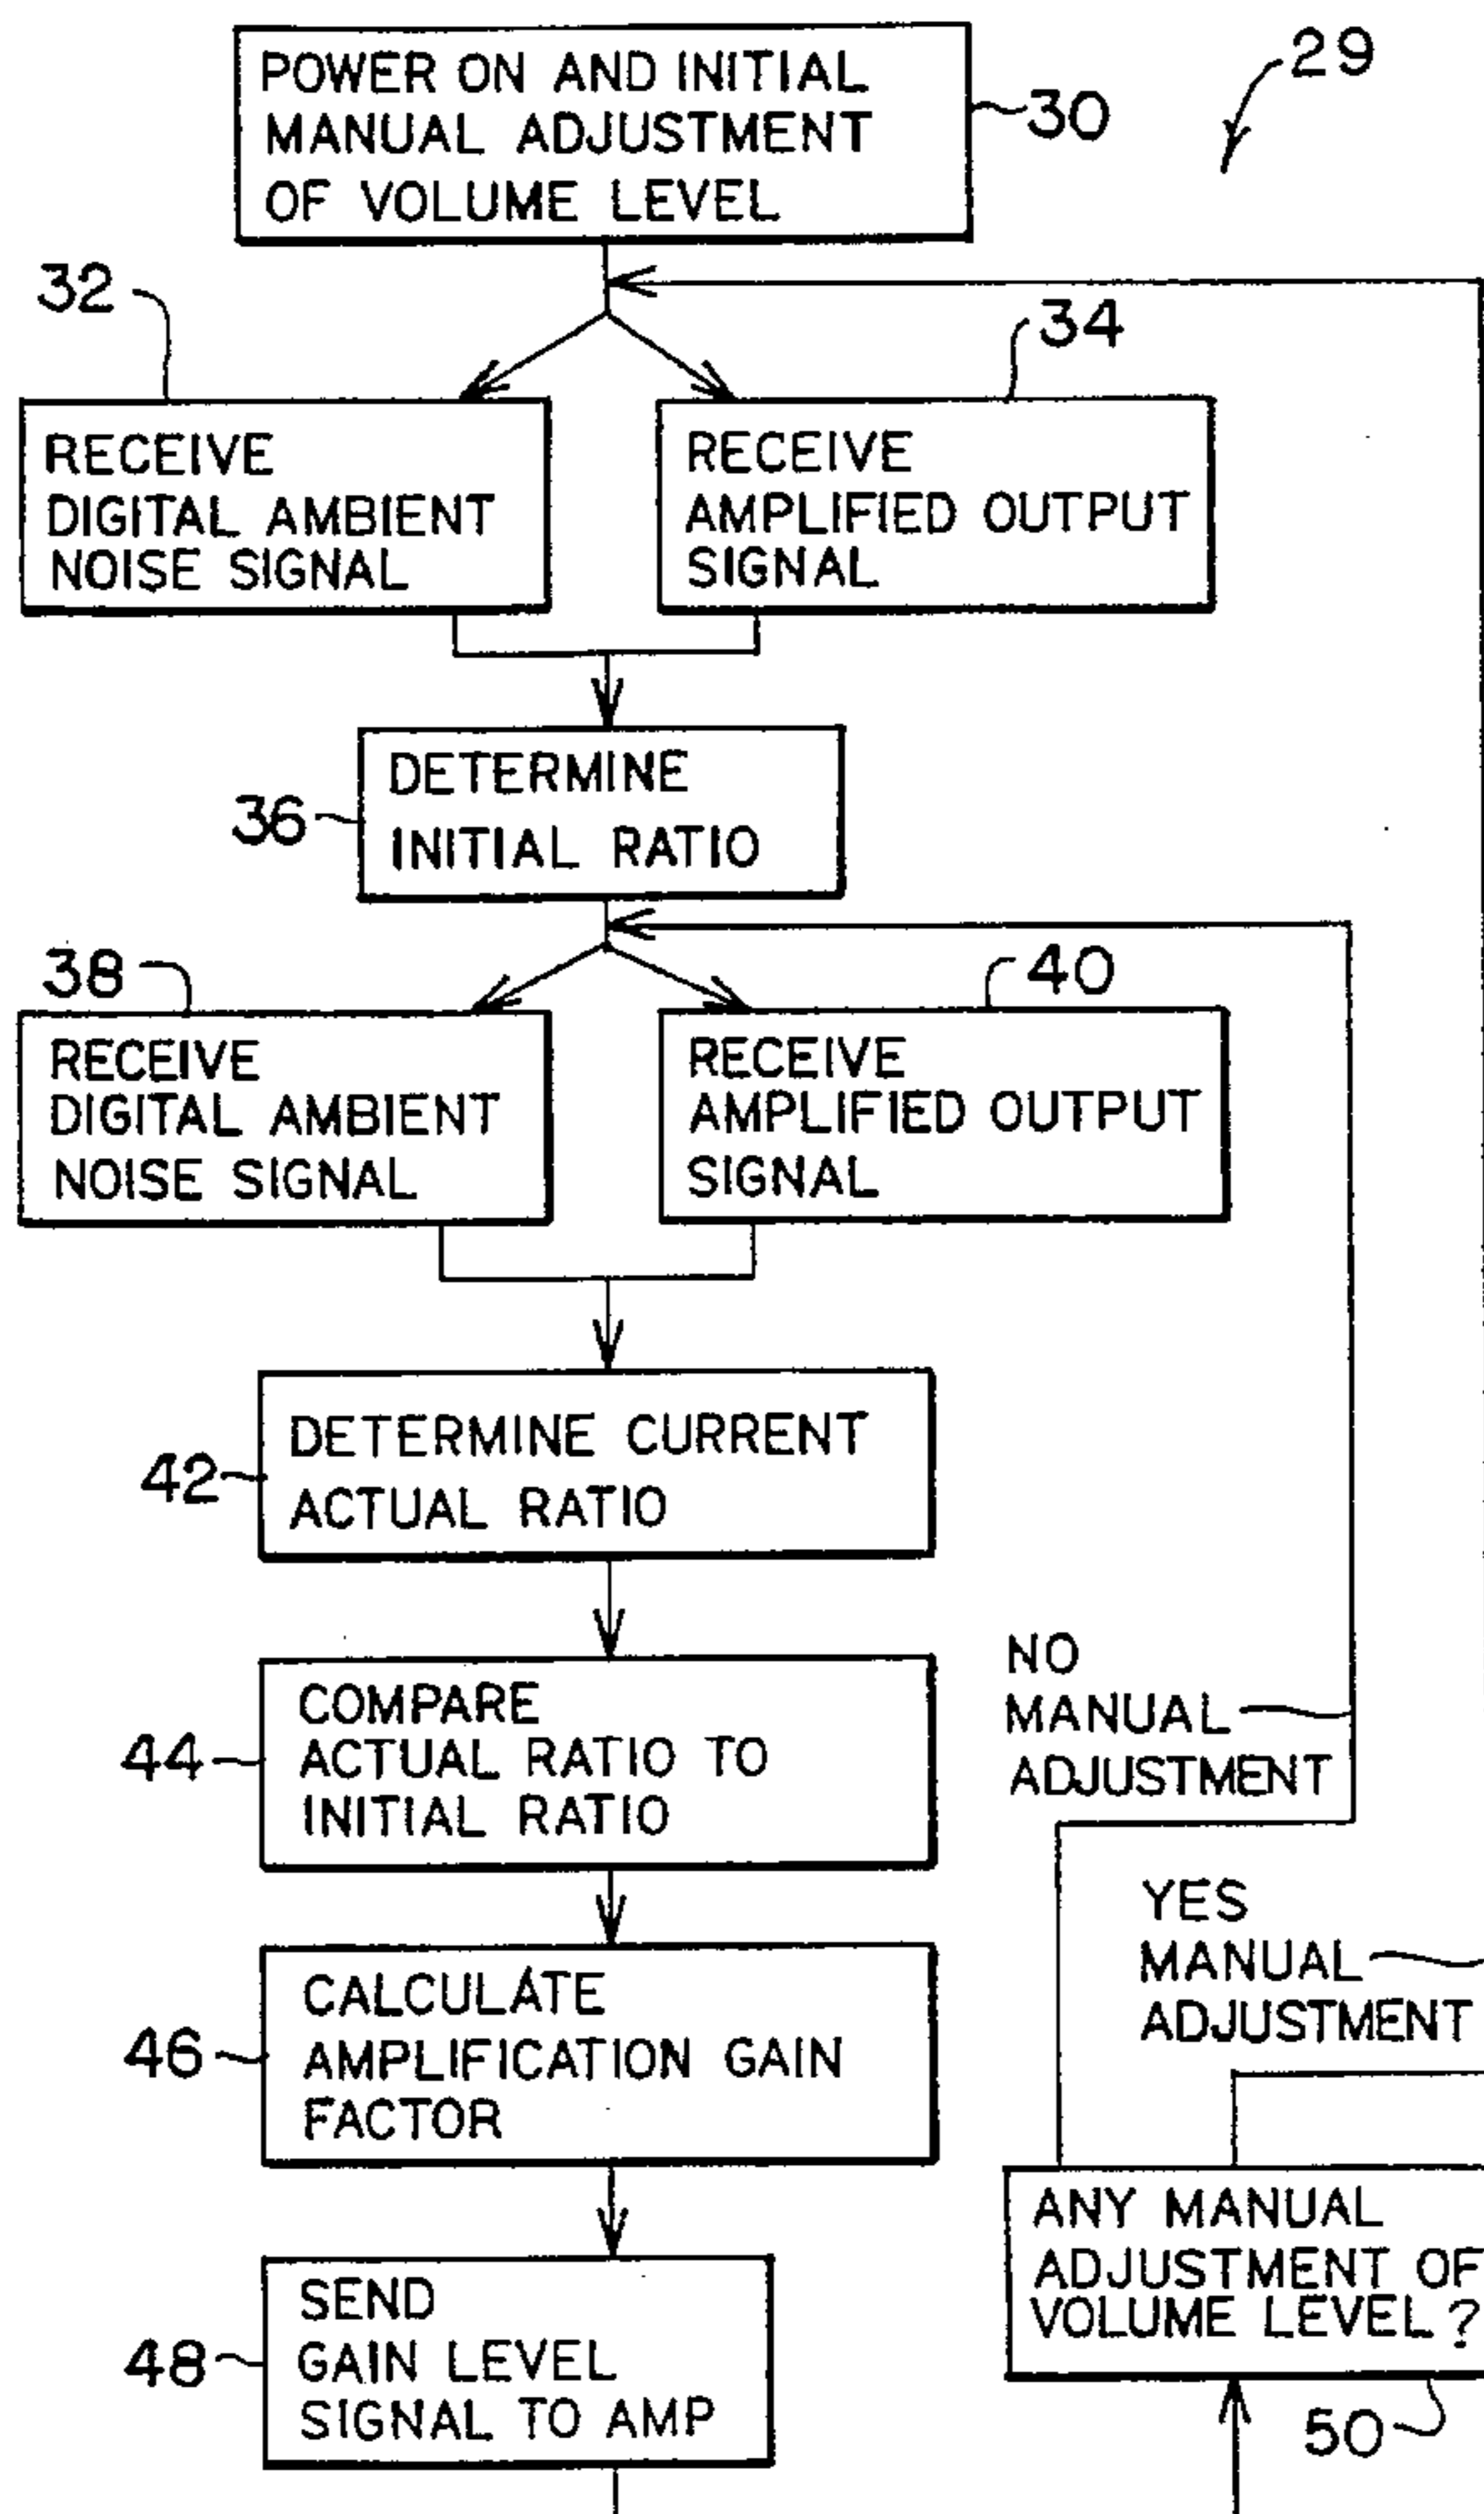 29
POWER ON AND INITIAL
MANUAL ADJUSTMENT
OF VOLUME LEVEL
30
32
34
RECEIVE
DIGITAL AMBIENT
NOISE SIGNAL
RECEIVE
AMPLIFIED OUTPUT
SIGNAL
36
DETERMINE
INITIAL RATIO
38
40
RECEIVE
DIGITAL AMBIENT
NOISE SIGNAL
RECEIVE
AMPLIFIED OUTPUT
SIGNAL
42
DETERMINE CURRENT
ACTUAL RATIO
44
COMPARE
ACTUAL RATIO TO
INITIAL RATIO
NO
MANUAL
ADJUSTMENT
YES
MANUAL
ADJUSTMENT
46
CALCULATE
AMPLIFICATION GAIN
FACTOR
48
SEND
GAIN LEVEL
SIGNAL TO AMP
ANY MANUAL
ADJUSTMENT OF
VOLUME LEVEL?
50